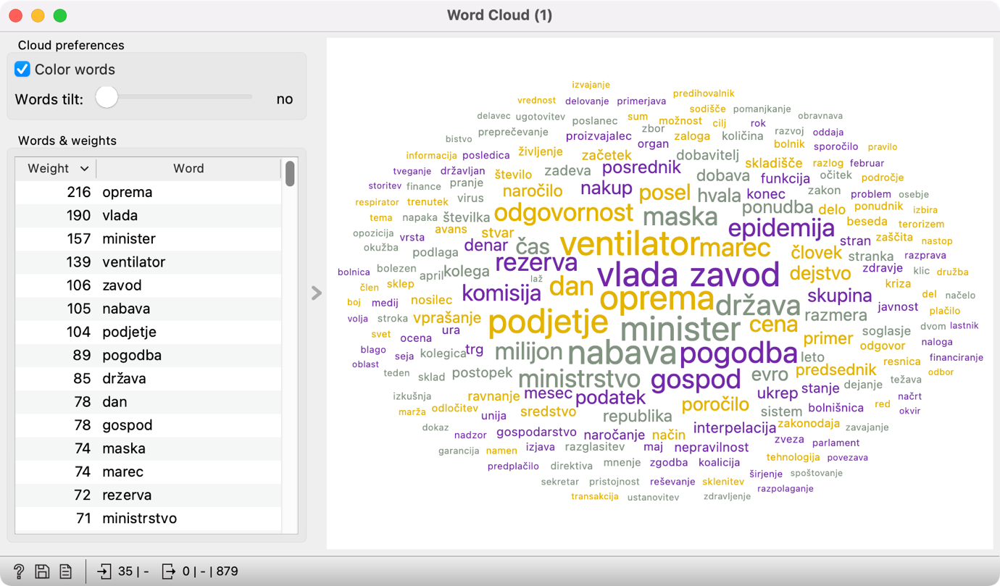 Word Cloud (1)
Cloud preferences
Color words
Words tilt: no
Words & weights
Weight Word
216 oprema
190 vlada
157 minister
139 ventilator
106 zavod
105 nabava
104 podjetje
89 pogodba
85 država
78 dan
78 gospod
74 maska
74 marec
72 rezerva
71 ministrstvo
izvajanje
predihovalnik
vrednost delovanje primerjava
sodišče pomanjkanje
delavec ugotovitev poslanec sum možnost cilj rok obravnava
bistvo preprečevanje proizvajalec zbor zaloga količina razvoj oddaja
organ bolnik sporočilo pravilo
informacija posledica življenje začetek dobavitelj skladišče razlog februar
tveganje državljan število zadeva posrednik dobava funkcija očitek področje
storitev finance pranje naročilo nakup posel hvala konec zakon problem osebje
respirator trenutek virus ponudba delo ponudnik izbira
tema napaka številka odgovornost maska beseda terorizem
opozicija vrsta avans stvar epidemija stran zaščita nastop
okužba podlaga denar čas ventilator marec človek stranka razprava
bolnica bolezen april kolega rezerva laž vlada zavod dejstvo zdravje klic družba
člen sklep komisija dan kriza
boj medij nosilec oprema država skupina javnost del načelo
volja stroka vprašanje podjetje minister cena razmera plačilo
svet ocena ura soglasje dvom lastnik
blago seja kolegica trg milijon nabava pogodba leto primer odgovor naloga
oblast resnica financiranje
teden sklad postopek ministrstvo gospod evro predsednik težava odbor
izkušnja ravnanje mesec podatek ukrep stanje dejanje načrt
marža odločitev unija sredstvo republika poročilo sistem bolnišnica red okvir
dokaz nadzor gospodarstvo naročanje način interpelacija zakonodaja zavajanje
garancija namen izjava razglasitev maj nepravilnost zveza parlament
predplačilo direktiva mnenje zgodba koalicija tehnologija povezava
sekretar pristojnost reševanje sklenitev širjenje spoštovanje
transakcija ustanovitev zdravljenje razpolaganje
35 | - 0 | - | 879